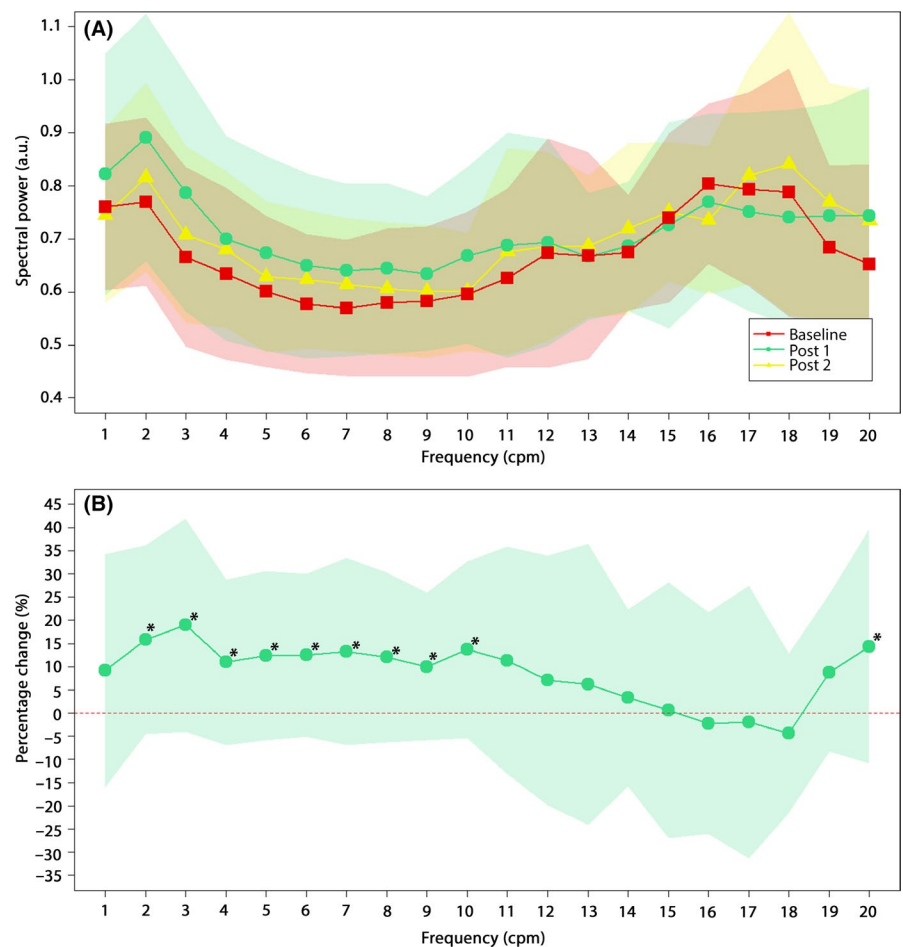 (A)
Spectral power (a.u.)
1.1
1.0
0.9
0.8
0.7
0.6
0.5
0.4
Baseline
Post 1
Post 2
1 2 3 4 5 6 7 8 9 10 11 12 13 14 15 16 17 18 19 20
Frequency (cpm)
(B)
Percentage change (%)
45
40
35
30
25
20
15
10
5
0
−5
−10
−15
−20
−25
−30
−35
* * * * * * * * * *
1 2 3 4 5 6 7 8 9 10 11 12 13 14 15 16 17 18 19 20
Frequency (cpm)